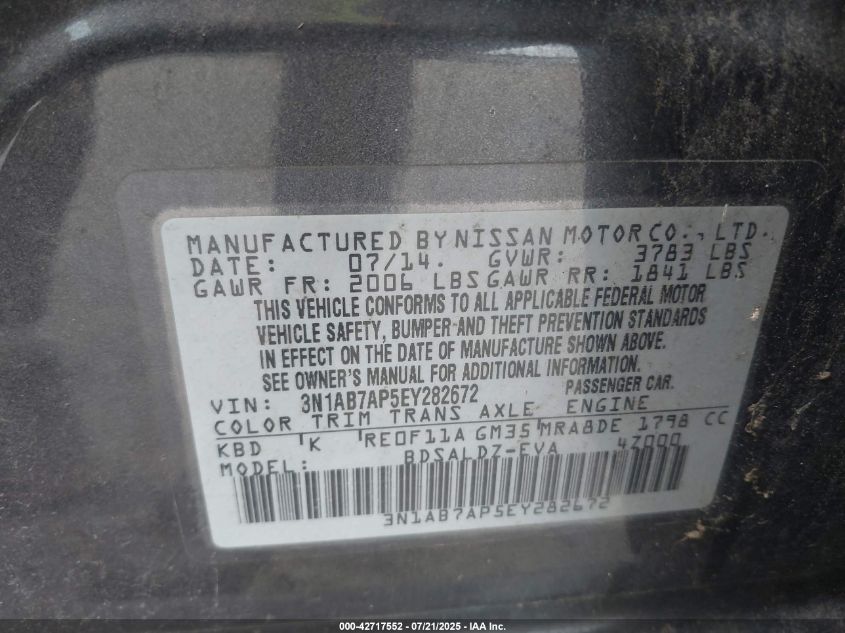 MANUFACTURED BY NISSAN MOTOR CO., LTD.
DATE: 07/14. GVWR: 3783 LBS
GAWR FR: 2006 LBS GAWR RR: 1841 LBS
THIS VEHICLE CONFORMS TO ALL APPLICABLE FEDERAL MOTOR
VEHICLE SAFETY, BUMPER AND THEFT PREVENTION STANDARDS
IN EFFECT ON THE DATE OF MANUFACTURE SHOWN ABOVE.
SEE OWNER'S MANUAL FOR ADDITIONAL INFORMATION.
VIN: 3N1AB7AP5EY282672 PASSENGER CAR.
COLOR TRIM TRANS AXLE ENGINE
KBD K RE0F11A GM35 MRA8DE 1798 CC
MODEL: BDSALDZ-EVA 4Z000
3N1AB7AP5EY282672
000-42717552 - 07/21/2025 - IAA Inc.